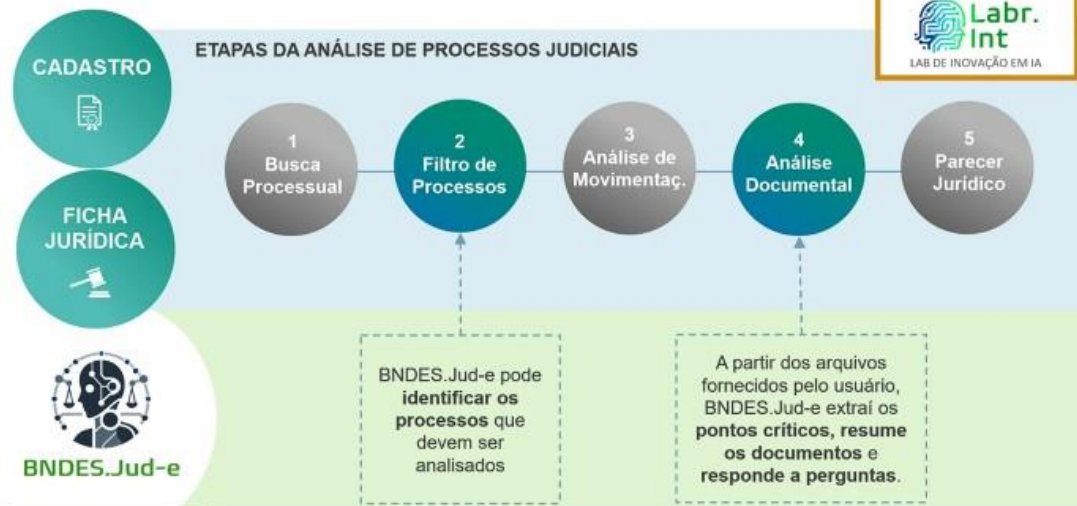 Labr.
Int
LAB DE INOVAÇÃO EM IA
ETAPAS DA ANÁLISE DE PROCESSOS JUDICIAIS
CADASTRO
FICHA
JURÍDICA
1
Busca
Processual
2
Filtro de
Processos
3
Análise de
Movimentaç.
4
Análise
Documental
5
Parecer
Jurídico
BNDES.Jud-e
BNDES.Jud-e pode
identificar os
processos que
devem ser
analisados
A partir dos arquivos
fornecidos pelo usuário,
BNDES.Jud-e extraí os
pontos críticos, resume
os documentos e
responde a perguntas.